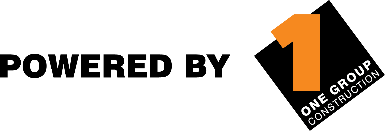 POWERED BY
1
ONE GROUP
CONSTRUCTION